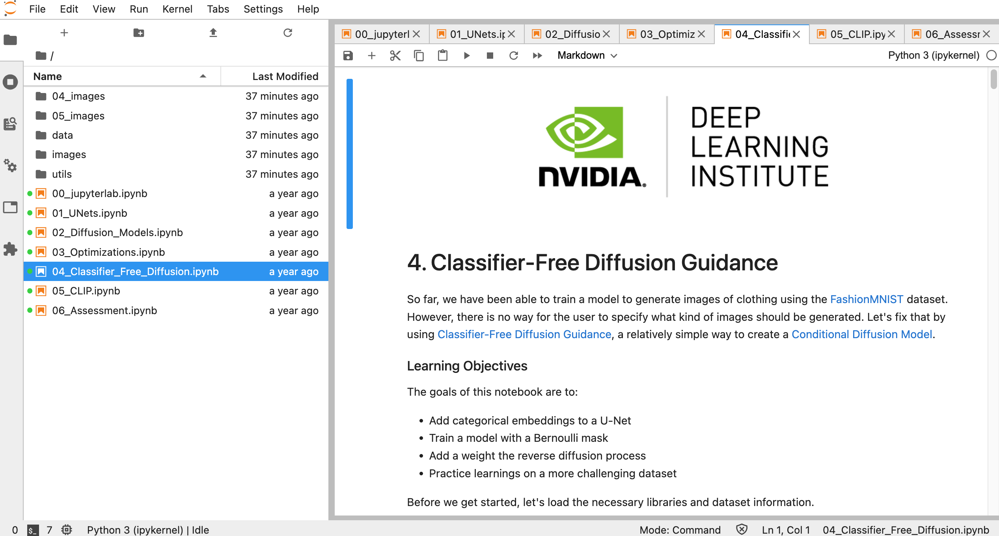 File Edit View Run Kernel Tabs Settings Help
/
Name Last Modified
04_images 37 minutes ago
05_images 37 minutes ago
data 37 minutes ago
images 37 minutes ago
utils 37 minutes ago
00_jupyterlab.ipynb a year ago
01_UNets.ipynb a year ago
02_Diffusion_Models.ipynb a year ago
03_Optimizations.ipynb a year ago
04_Classifier_Free_Diffusion.ipynb a year ago
05_CLIP.ipynb a year ago
06_Assessment.ipynb a year ago
00_jupyterl 01_UNets.ip 02_Diffusio 03_Optimiz 04_Classifi 05_CLIP.ipy 06_Assess
Markdown Python 3 (ipykernel)
NVIDIA®
DEEP
LEARNING
INSTITUTE
4. Classifier-Free Diffusion Guidance
So far, we have been able to train a model to generate images of clothing using the FashionMNIST dataset.
However, there is no way for the user to specify what kind of images should be generated. Let's fix that by
using Classifier-Free Diffusion Guidance, a relatively simple way to create a Conditional Diffusion Model.
Learning Objectives
The goals of this notebook are to:
• Add categorical embeddings to a U-Net
• Train a model with a Bernoulli mask
• Add a weight the reverse diffusion process
• Practice learnings on a more challenging dataset
Before we get started, let's load the necessary libraries and dataset information.
0 $_ 7 Python 3 (ipykernel) | Idle Mode: Command Ln 1, Col 1 04_Classifier_Free_Diffusion.ipynb